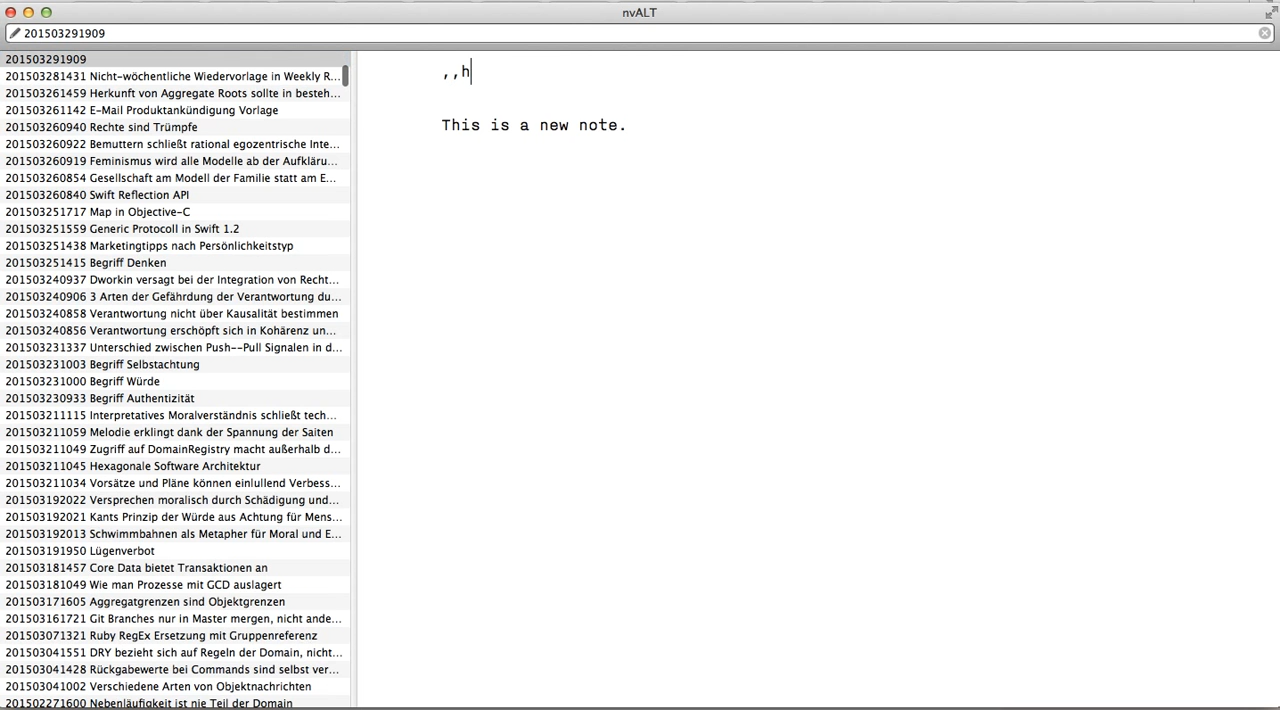 nvALT
201503291909
201503291909
201503281431 Nicht-wöchentliche Wiedervorlage in Weekly R...
201503261459 Herkunft von Aggregate Roots sollte in besteh...
201503261142 E-Mail Produktankündigung Vorlage
201503260940 Rechte sind Trümpfe
201503260922 Bemuttern schließt rational egozentrische Inte...
201503260919 Feminismus wird alle Modelle ab der Aufkläru...
201503260854 Gesellschaft am Modell der Familie statt am E...
201503260840 Swift Reflection API
201503251717 Map in Objective-C
201503251559 Generic Protocoll in Swift 1.2
201503251438 Marketingtipps nach Persönlichkeitstyp
201503251415 Begriff Denken
201503240937 Dworkin versagt bei der Integration von Recht...
201503240906 3 Arten der Gefährdung der Verantwortung du...
201503240858 Verantwortung nicht über Kausalität bestimmen
201503240856 Verantwortung erschöpft sich in Kohärenz un...
201503231337 Unterschied zwischen Push--Pull Signalen in d...
201503231003 Begriff Selbstachtung
201503231000 Begriff Würde
201503230933 Begriff Authentizität
201503211115 Interpretatives Moralverständnis schließt tech...
201503211059 Melodie erklingt dank der Spannung der Saiten
201503211049 Zugriff auf DomainRegistry macht außerhalb d...
201503211045 Hexagonale Software Architektur
201503211034 Vorsätze und Pläne können einlullend Verbess...
201503192022 Versprechen moralisch durch Schädigung und...
201503192021 Kants Prinzip der Würde aus Achtung für Mens...
201503192013 Schwimmbahnen als Metapher für Moral und E...
201503191950 Lügenverbot
201503181457 Core Data bietet Transaktionen an
201503181049 Wie man Prozesse mit GCD auslagert
201503171605 Aggregatgrenzen sind Objektgrenzen
201503161721 Git Branches nur in Master mergen, nicht ande...
201503071321 Ruby RegEx Ersetzung mit Gruppenreferenz
201503041551 DRY bezieht sich auf Regeln der Domain, nicht...
201503041428 Rückgabewerte bei Commands sind selbst ver...
201503041002 Verschiedene Arten von Objektnachrichten
201502271600 Nebenläufigkeit ist nie Teil der Domain
,,h
This is a new note.